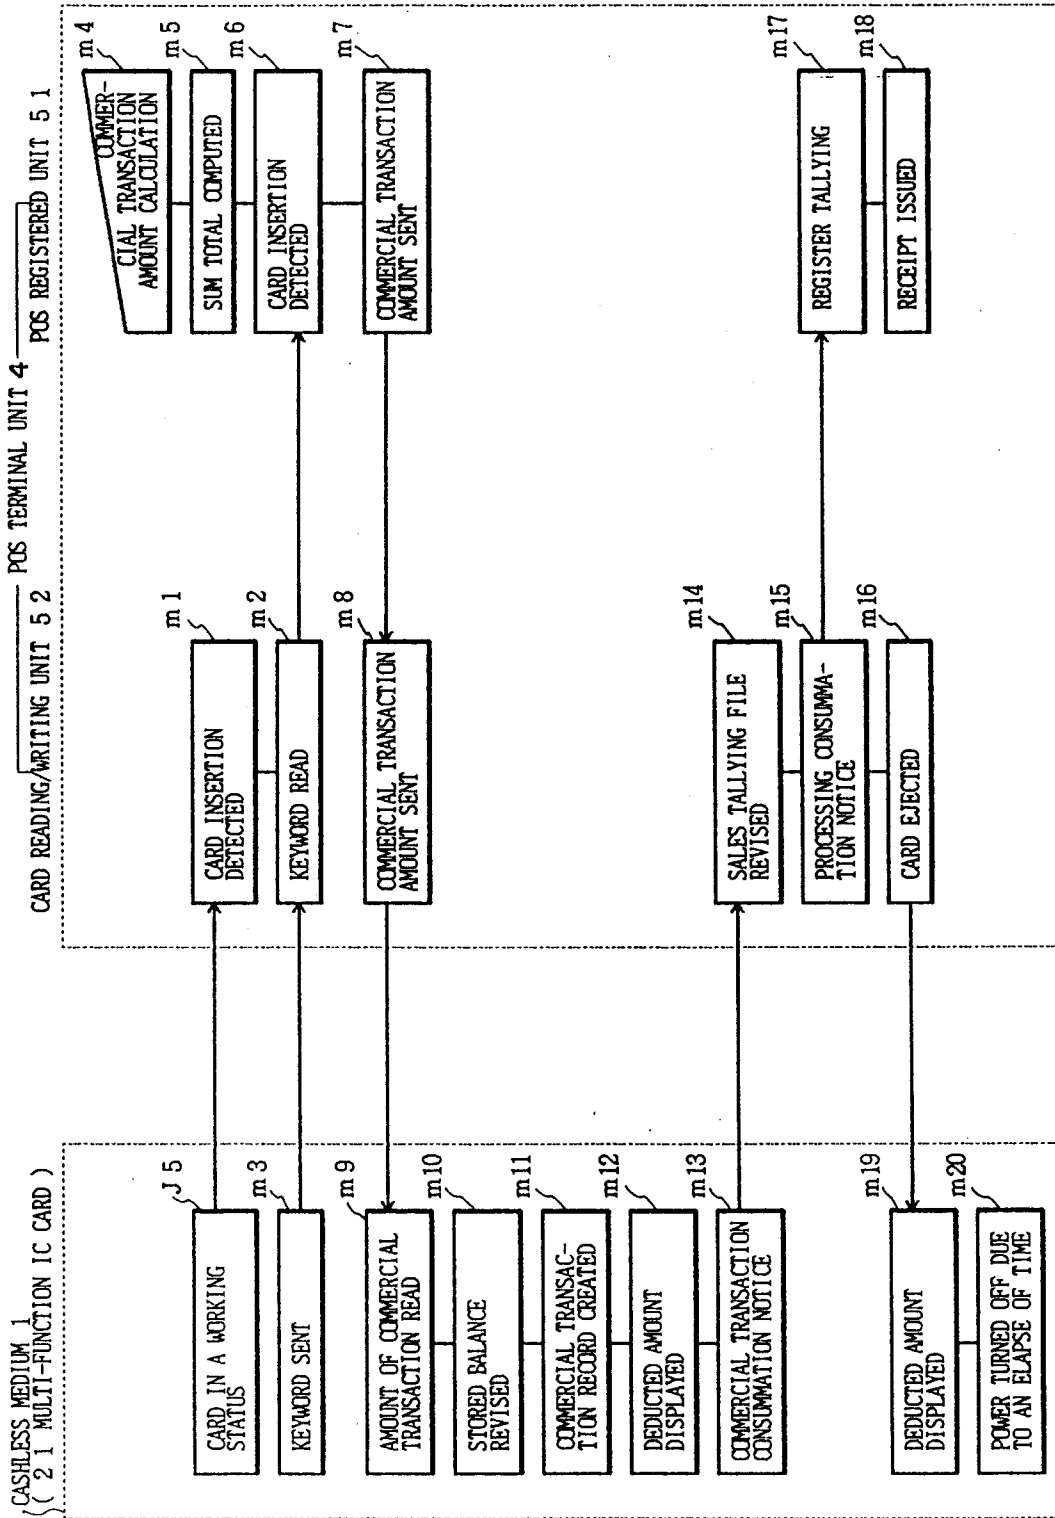 CASHLESS MEDIUM 1
( 2 1 MULTI-FUNCTION IC CARD )
J 5
CARD IN A WORKING
STATUS
m 3
KEYWORD SENT
m 9
AMOUNT OF COMMERCIAL
TRANSACTION READ
m10
STORED BALANCE
REVISED
m11
COMMERCIAL TRANSAC-
TION RECORD CREATED
m12
DEDUCTED AMOUNT
DISPLAYED
m13
COMMERCIAL TRANSACTION
CONSUMMATION NOTICE
m19
DEDUCTED AMOUNT
DISPLAYED
m20
POWER TURNED OFF DUE
TO AN ELAPSE OF TIME
POS TERMINAL UNIT 4
CARD READING/WRITING UNIT 5 2
m 1
CARD INSERTION
DETECTED
m 2
KEYWORD READ
m 8
COMMERCIAL TRANSACTION
AMOUNT SENT
m14
SALES TALLYING FILE
REVISED
m15
PROCESSING CONSUMMA-
TION NOTICE
m16
CARD EJECTED
POS REGISTERED UNIT 5 1
m 4
COMMER-
CIAL TRANSACTION
AMOUNT CALCULATION
m 5
SUM TOTAL COMPUTED
m 6
CARD INSERTION
DETECTED
m 7
COMMERCIAL TRANSACTION
AMOUNT SENT
m17
REGISTER TALLYING
m18
RECEIPT ISSUED